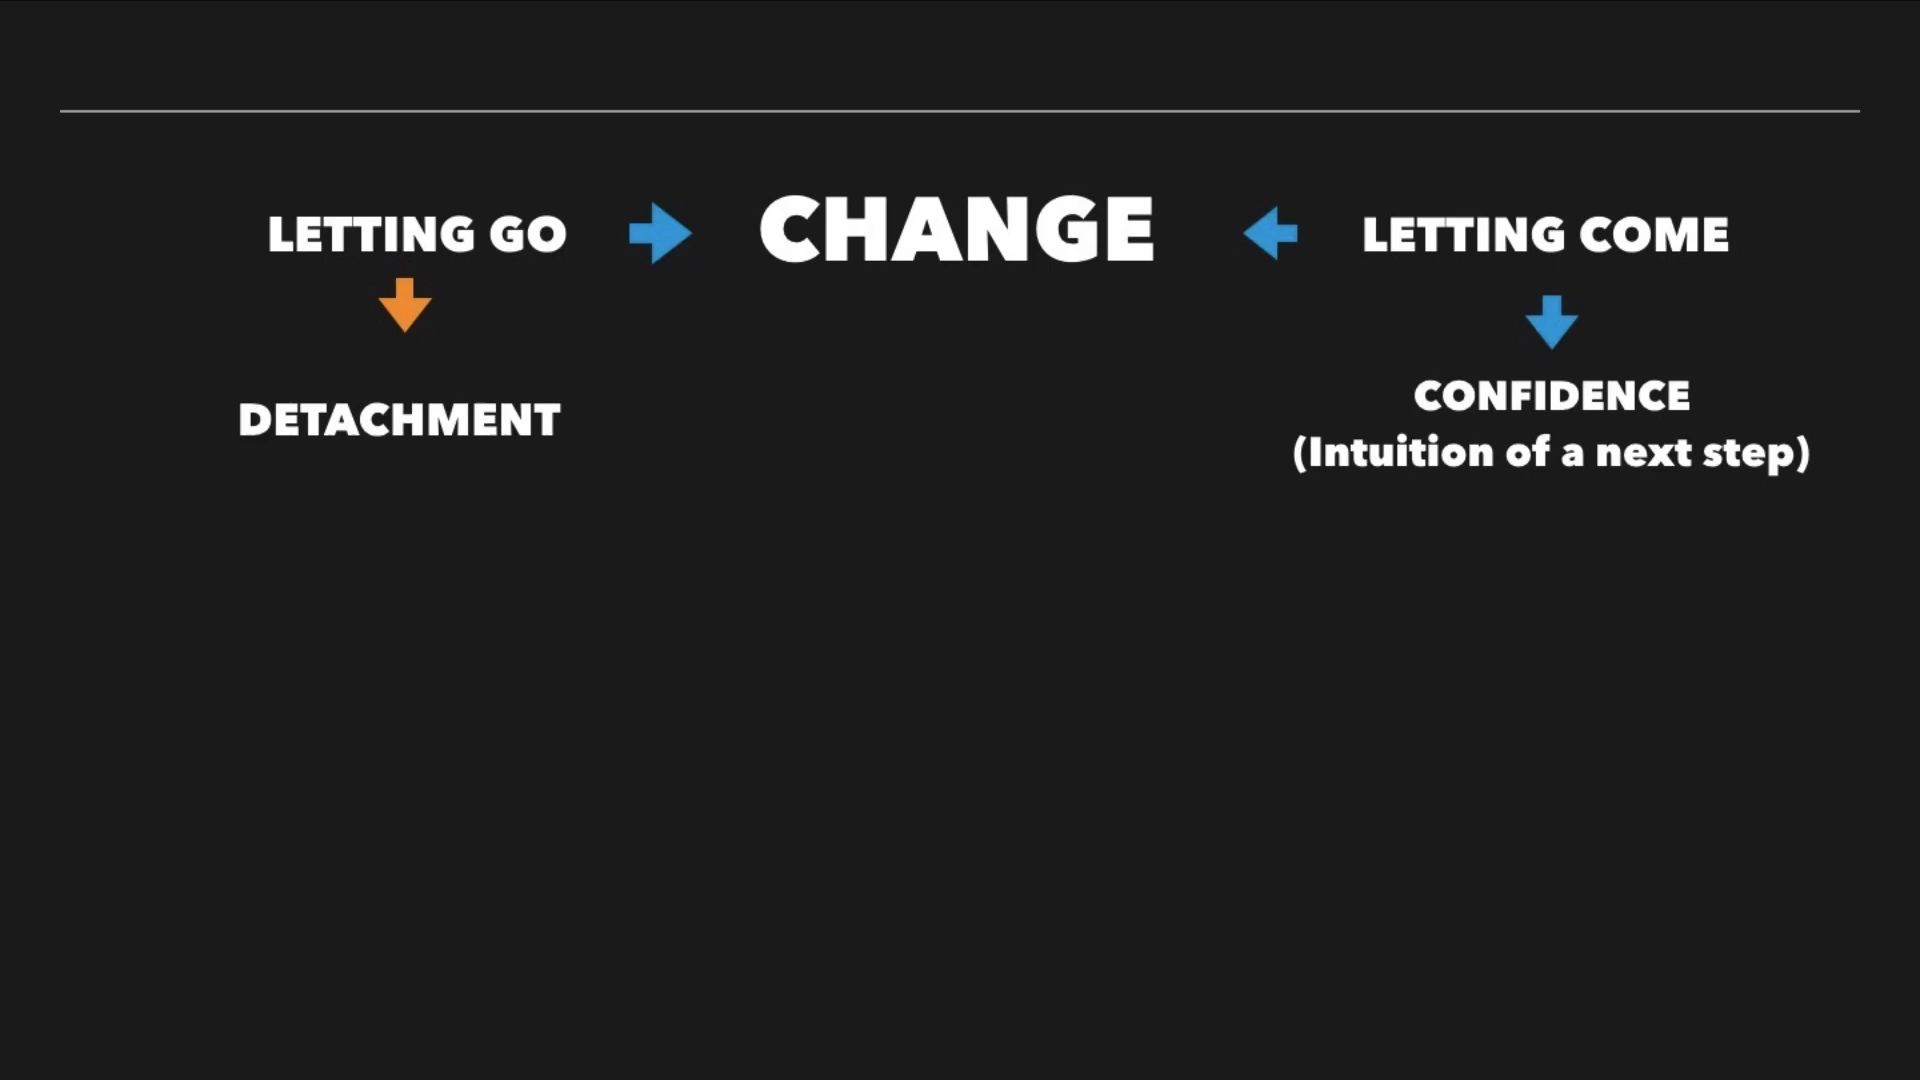 LETTING GO
CHANGE
LETTING COME
DETACHMENT
CONFIDENCE
(Intuition of a next step)